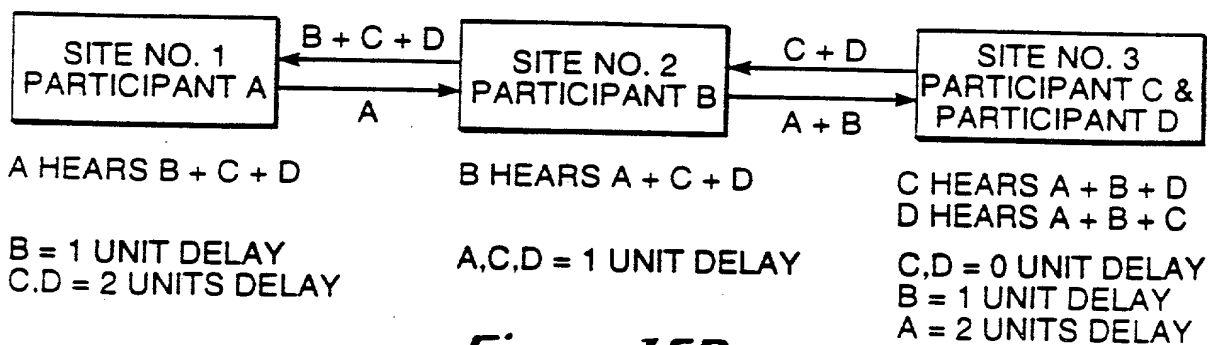 SITE NO. 1
PARTICIPANT A
B + C + D
A
SITE NO. 2
PARTICIPANT B
C + D
A + B
SITE NO. 3
PARTICIPANT C &
PARTICIPANT D
A HEARS B + C + D
B = 1 UNIT DELAY
C,D = 2 UNITS DELAY
B HEARS A + C + D
A,C,D = 1 UNIT DELAY
C HEARS A + B + D
D HEARS A + B + C
C,D = 0 UNIT DELAY
B = 1 UNIT DELAY
A = 2 UNITS DELAY